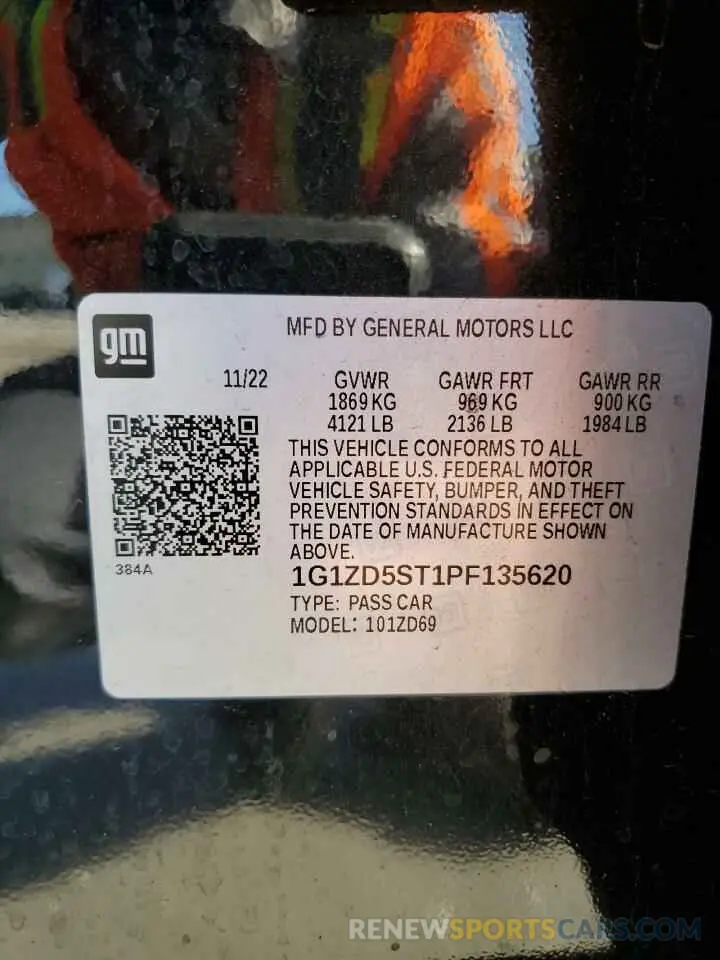 gm
MFD BY GENERAL MOTORS LLC
11/22 GVWR GAWR FRT GAWR RR
1869 KG 969 KG 900 KG
4121 LB 2136 LB 1984 LB
THIS VEHICLE CONFORMS TO ALL
APPLICABLE U.S. FEDERAL MOTOR
VEHICLE SAFETY, BUMPER, AND THEFT
PREVENTION STANDARDS IN EFFECT ON
THE DATE OF MANUFACTURE SHOWN
ABOVE.
384A
1G1ZD5ST1PF135620
TYPE: PASS CAR
MODEL: 101ZD69
RENEWSPORTSCARS.COM